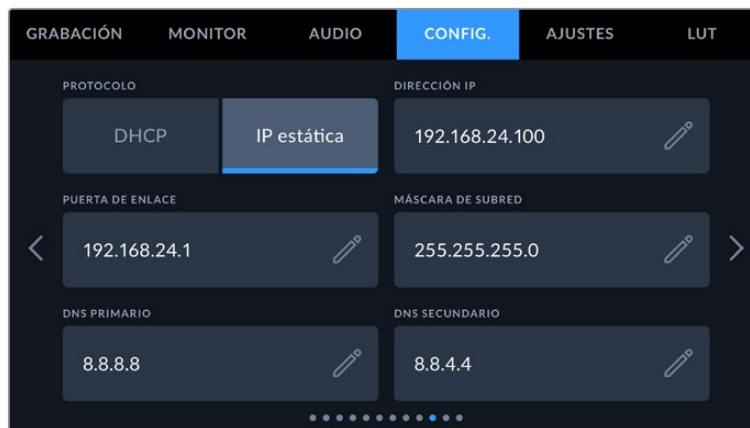 GRABACIÓN MONITOR AUDIO CONFIG. AJUSTES LUT
PROTOCOLO
DHCP IP estática
DIRECCIÓN IP
192.168.24.100
PUERTA DE ENLACE
192.168.24.1
MÁSCARA DE SUBRED
255.255.255.0
DNS PRIMARIO
8.8.8.8
DNS SECUNDARIO
8.8.4.4